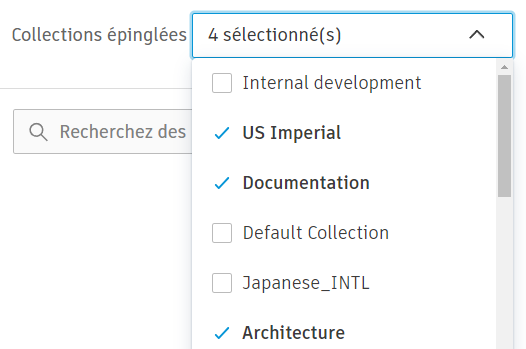 Collections épinglées
4 sélectionné(s)
Internal development
Recherchez des
US Imperial
Documentation
Default Collection
Japanese_INTL
Architecture